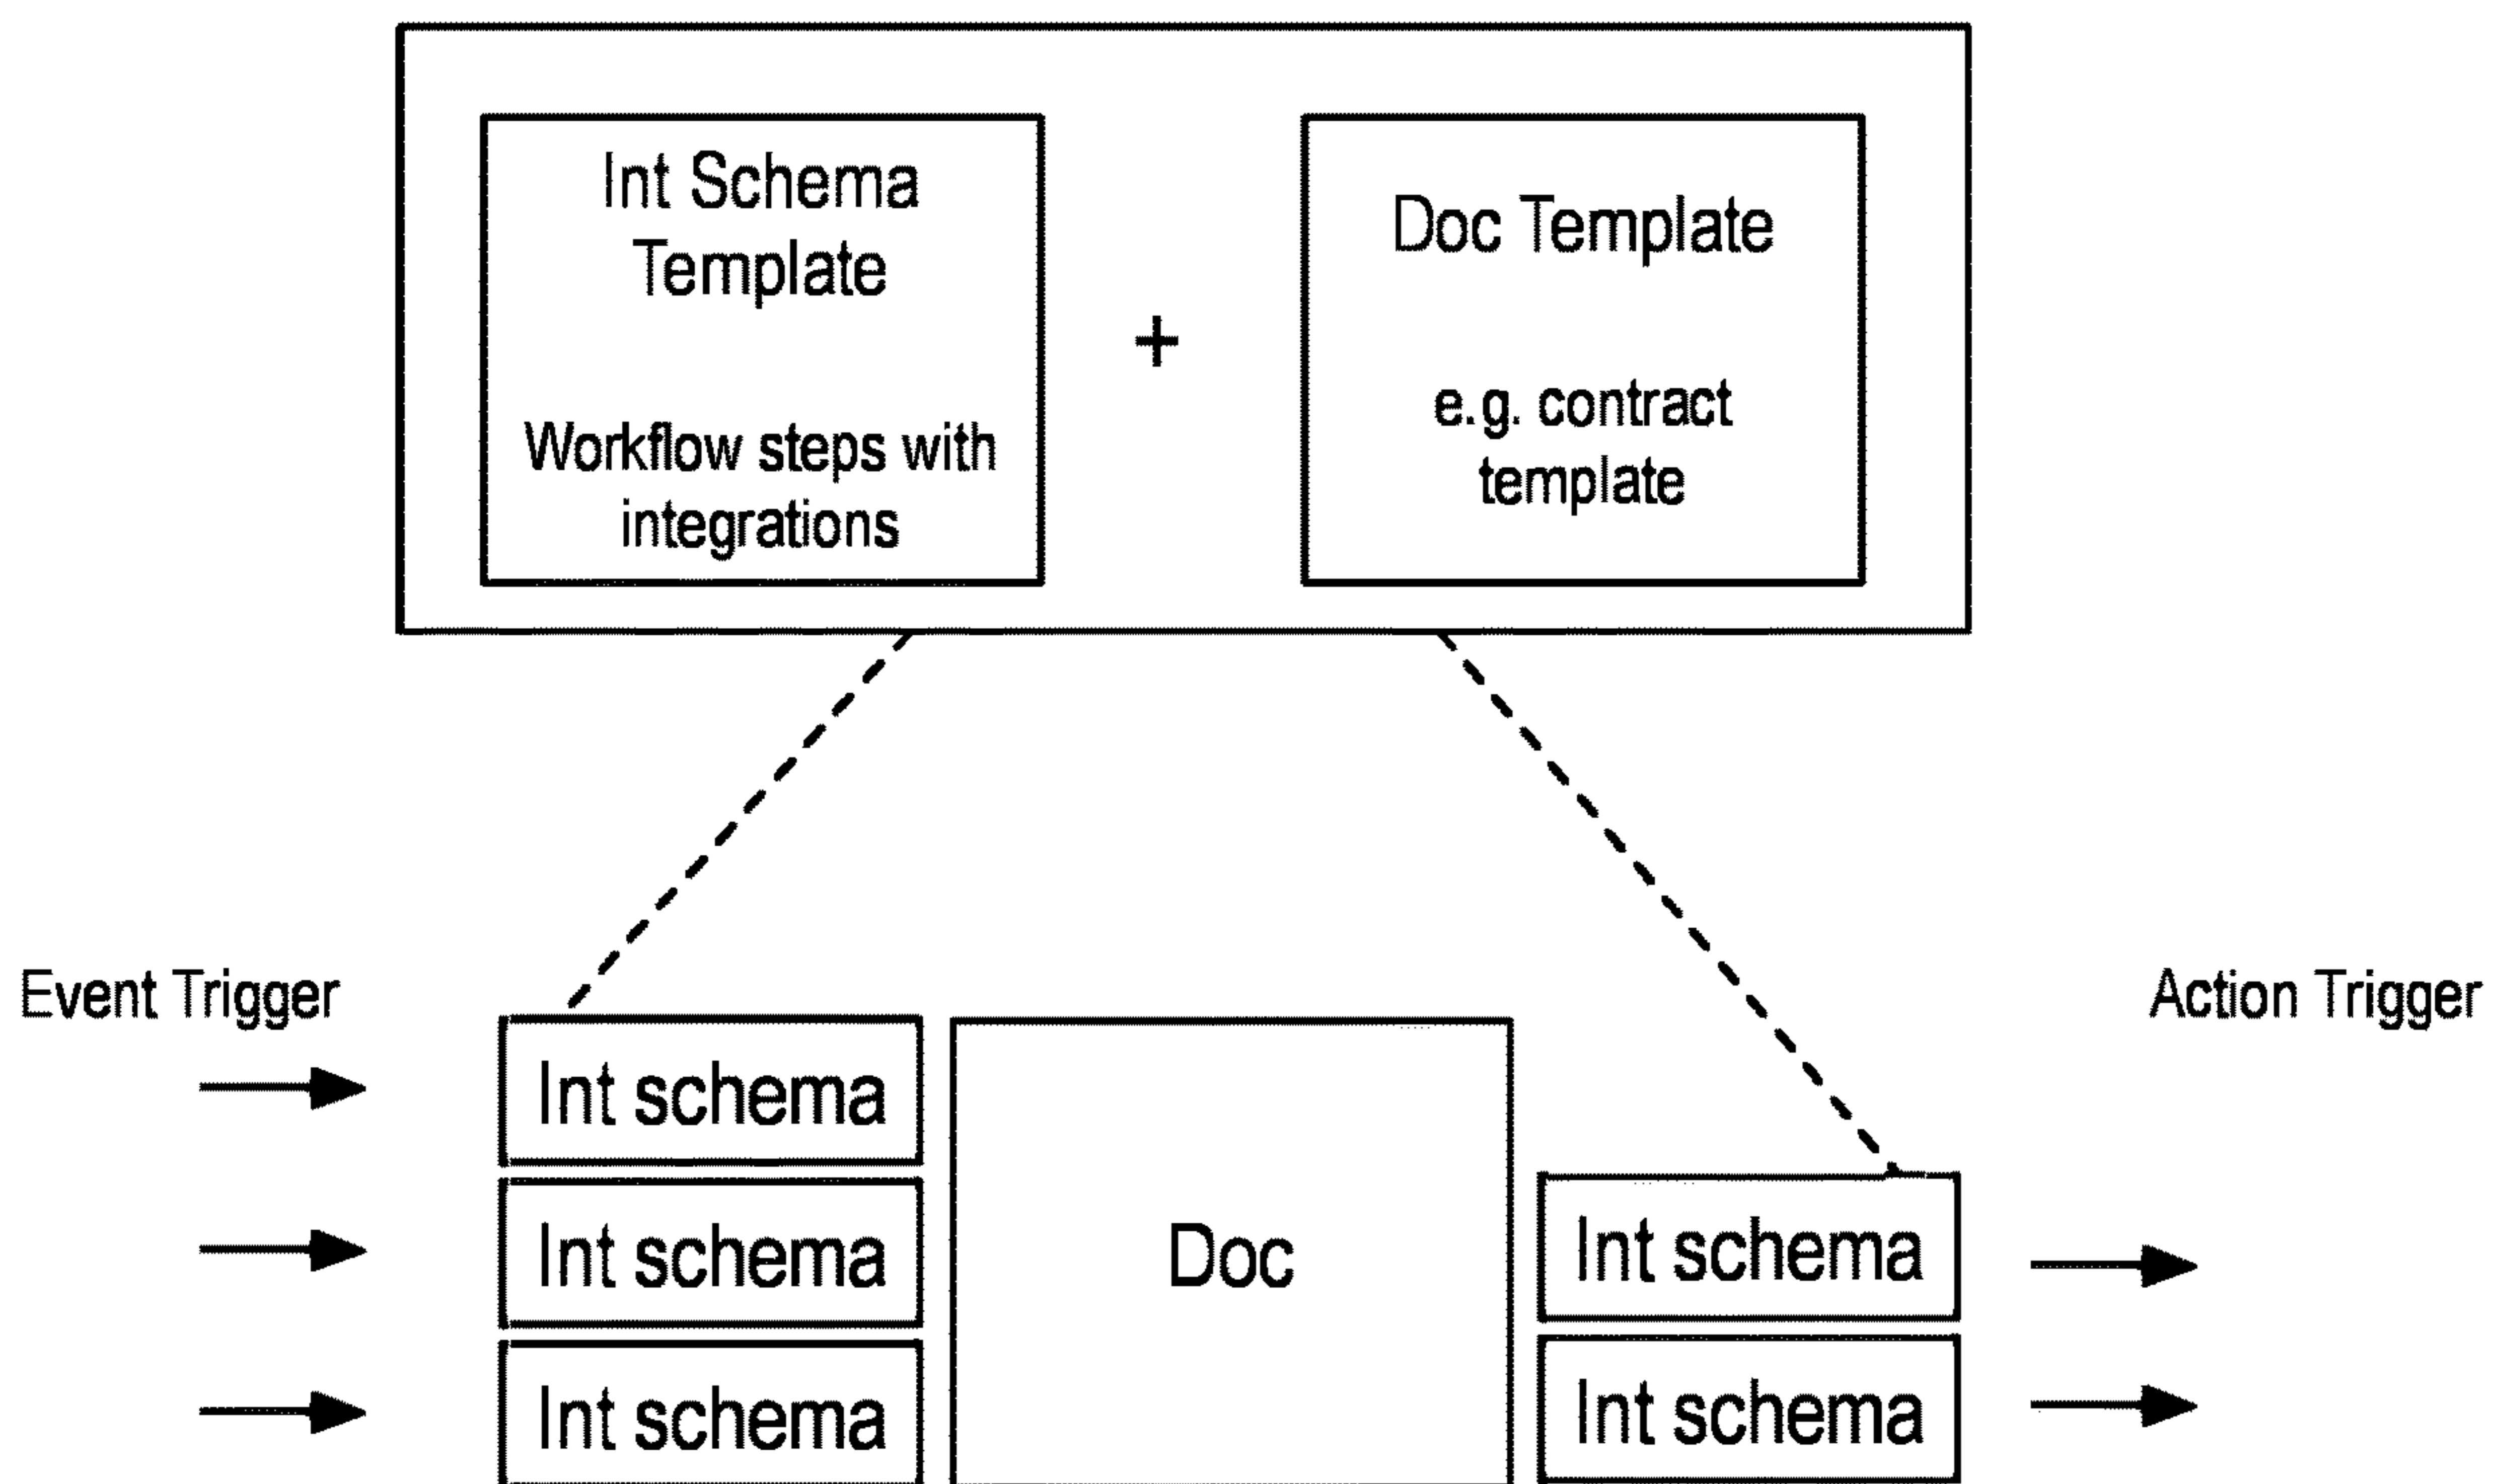 Int Schema
Template
Workflow steps with
integrations
+
Doc Template
e.g. contract
template
Event Trigger
Action Trigger
Int schema
Int schema
Int schema
Doc
Int schema
Int schema